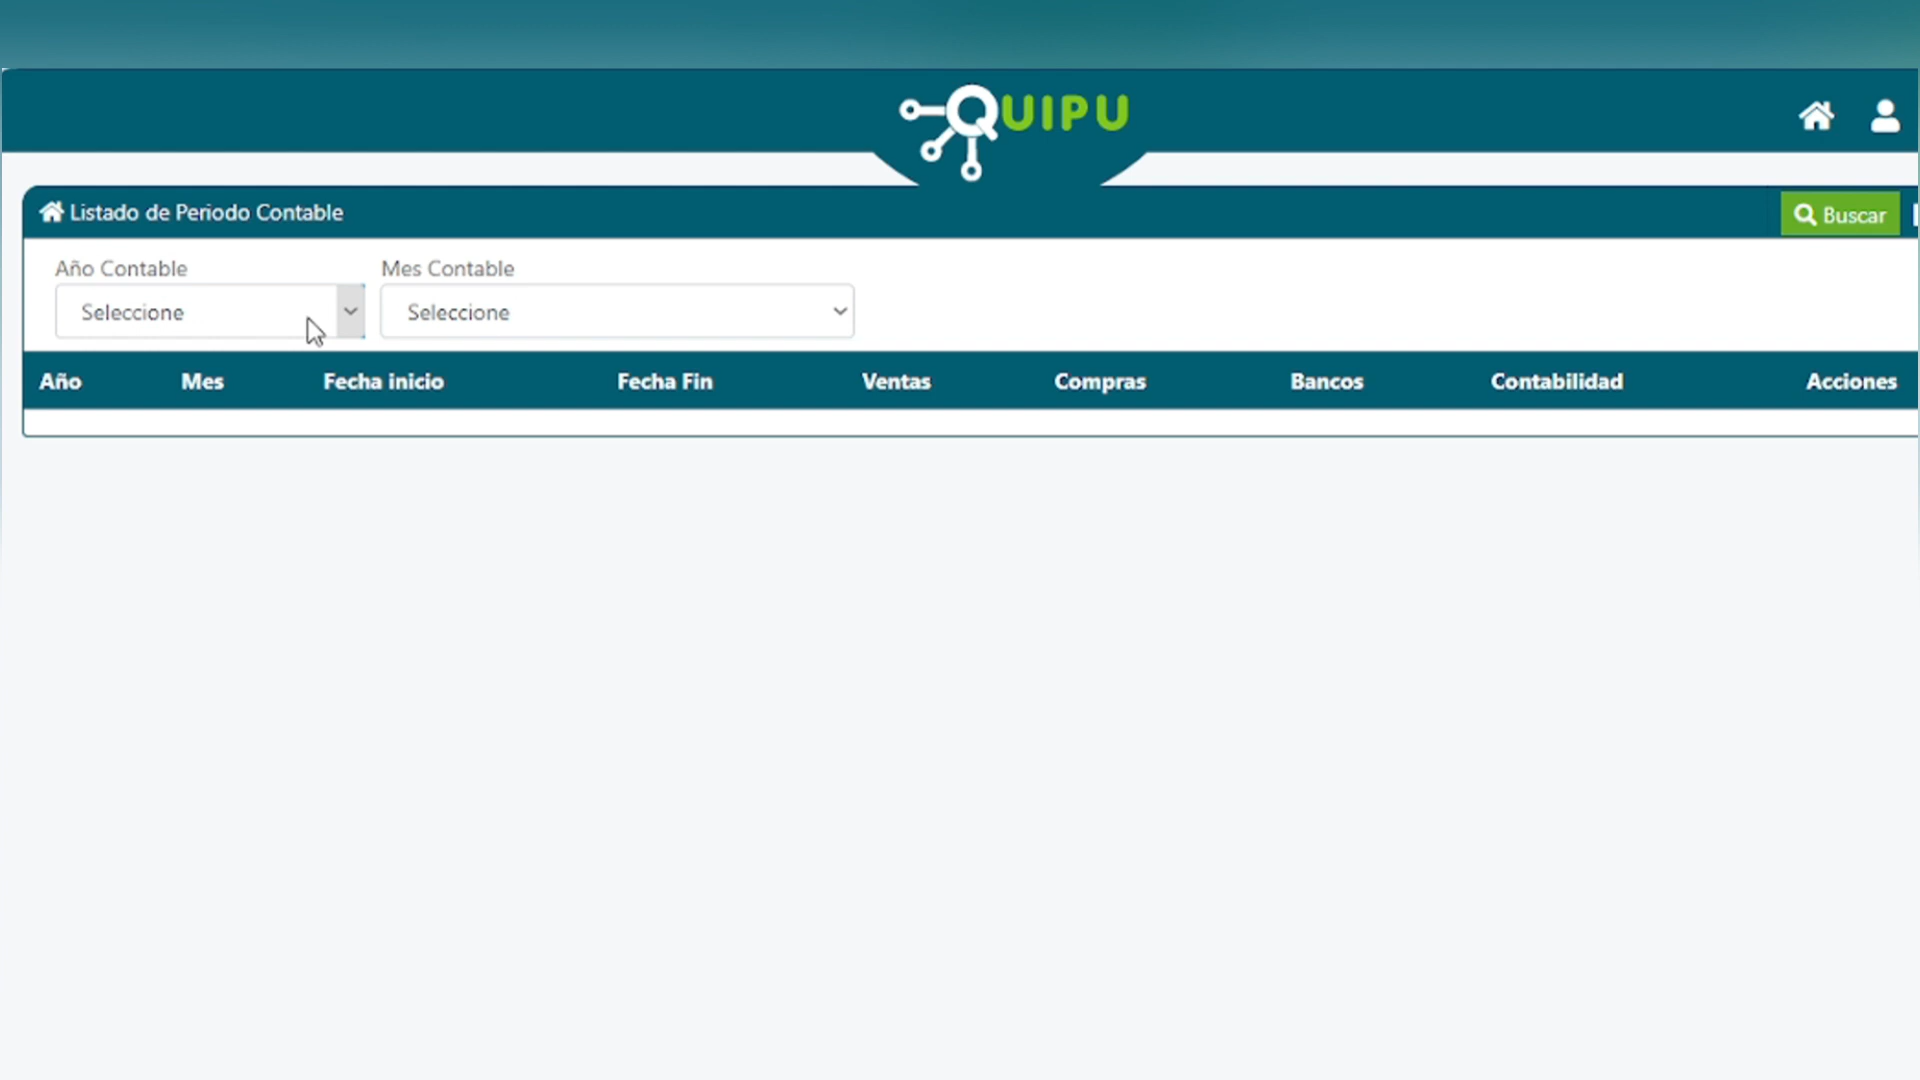 QUIPU
Listado de Periodo Contable
Buscar
Año Contable
Mes Contable
Seleccione
Seleccione
Año Mes Fecha inicio Fecha Fin Ventas Compras Bancos Contabilidad Acciones